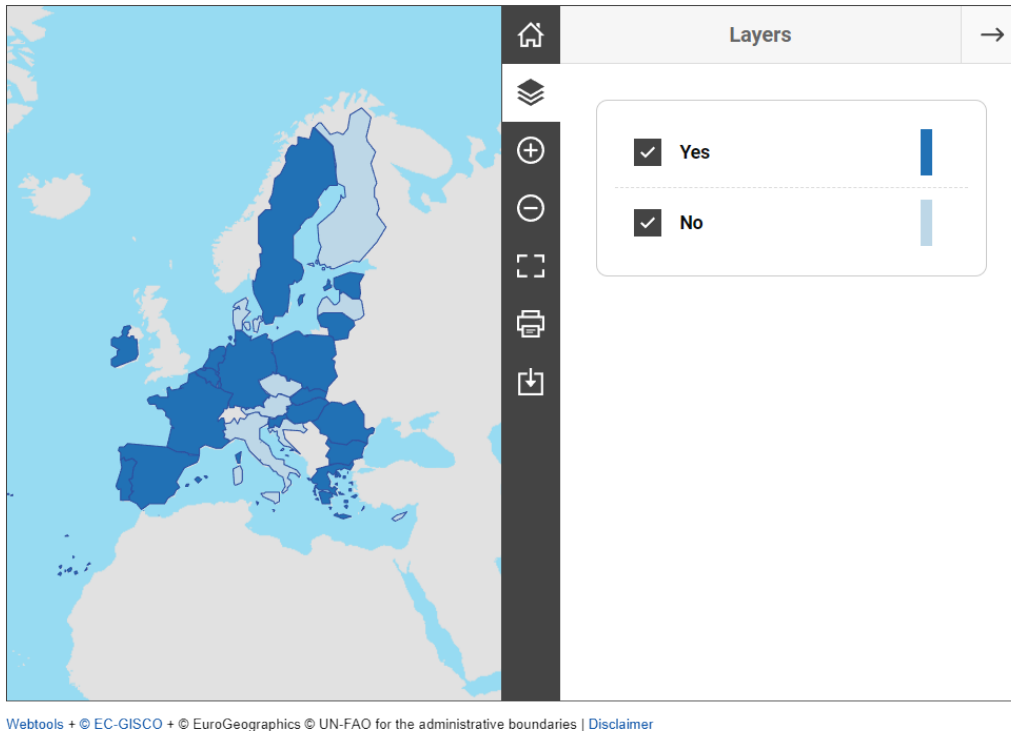 Layers
Yes
No
Webtools + © EC-GISCO + © EuroGeographics © UN-FAO for the administrative boundaries | Disclaimer